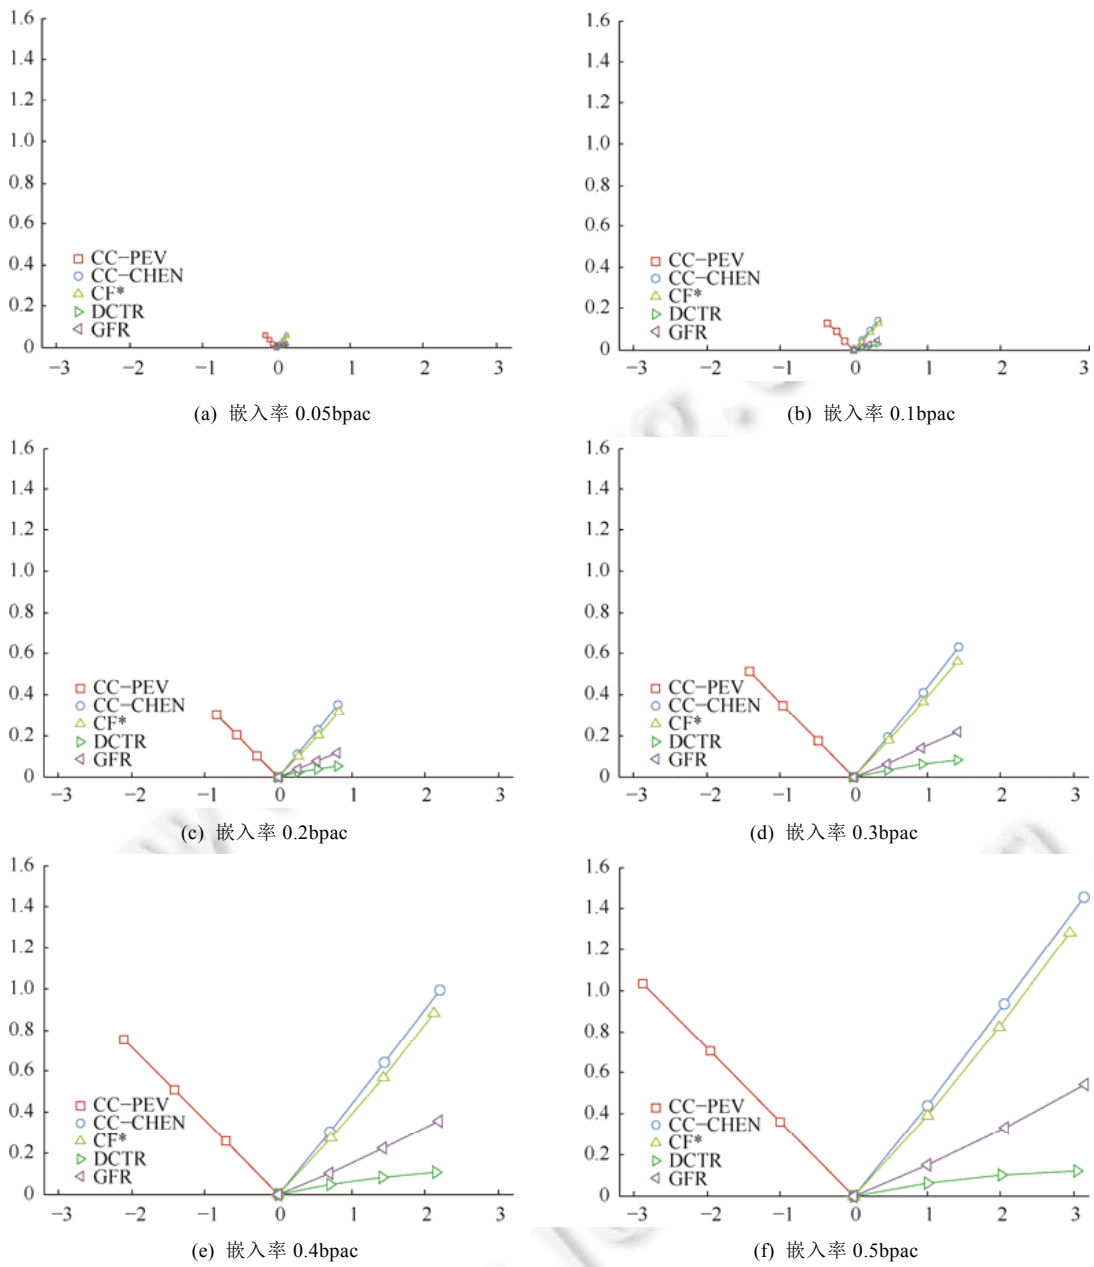 1.6
1.4
1.2
1.0
0.8
0.6
0.4
0.2
0
CC−PEV
CC−CHEN
CF*
DCTR
GFR
−3 −2 −1 0 1 2 3
(a) 嵌入率 0.05bpac
1.6
1.4
1.2
1.0
0.8
0.6
0.4
0.2
0
CC−PEV
CC−CHEN
CF*
DCTR
GFR
−3 −2 −1 0 1 2 3
(b) 嵌入率 0.1bpac
1.6
1.4
1.2
1.0
0.8
0.6
0.4
0.2
0
CC−PEV
CC−CHEN
CF*
DCTR
GFR
−3 −2 −1 0 1 2 3
(c) 嵌入率 0.2bpac
1.6
1.4
1.2
1.0
0.8
0.6
0.4
0.2
0
CC−PEV
CC−CHEN
CF*
DCTR
GFR
−3 −2 −1 0 1 2 3
(d) 嵌入率 0.3bpac
1.6
1.4
1.2
1.0
0.8
0.6
0.4
0.2
0
CC−PEV
CC−CHEN
CF*
DCTR
GFR
−3 −2 −1 0 1 2 3
(e) 嵌入率 0.4bpac
1.6
1.4
1.2
1.0
0.8
0.6
0.4
0.2
0
CC−PEV
CC−CHEN
CF*
DCTR
GFR
−3 −2 −1 0 1 2 3
(f) 嵌入率 0.5bpac